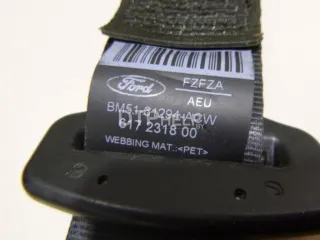 Ford
FZFZA
AEU
BM51-61294-ACW
617 2318 00
WEBBING MAT.:<PET>